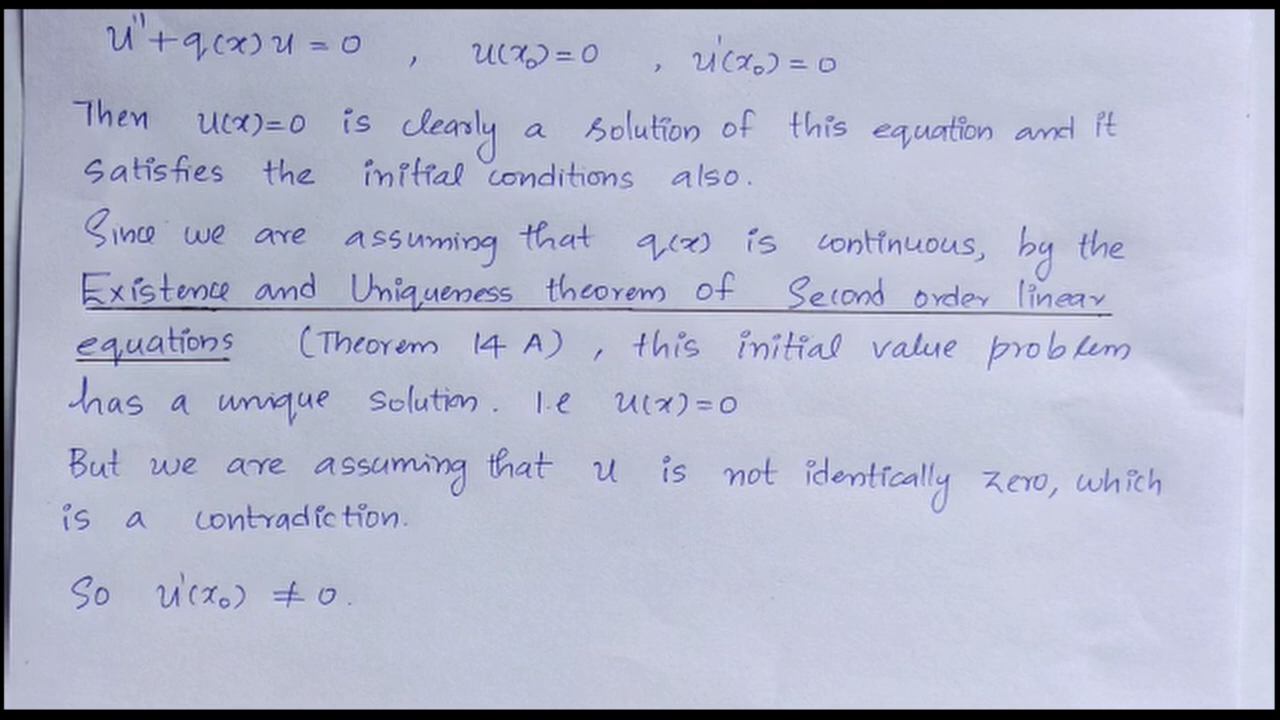 u'' + q(x) u = 0 , u(x₀) = 0 , u'(x₀) = 0
Then u(x)=0 is clearly a solution of this equation and it
satisfies the initial conditions also.
Since we are assuming that q(x) is continuous, by the
Existence and Uniqueness theorem of Second order linear
equations (Theorem 14 A) , this initial value problem
has a unique solution. I.e u(x)=0
But we are assuming that u is not identically zero, which
is a contradiction.
So u'(x₀) ≠ 0.